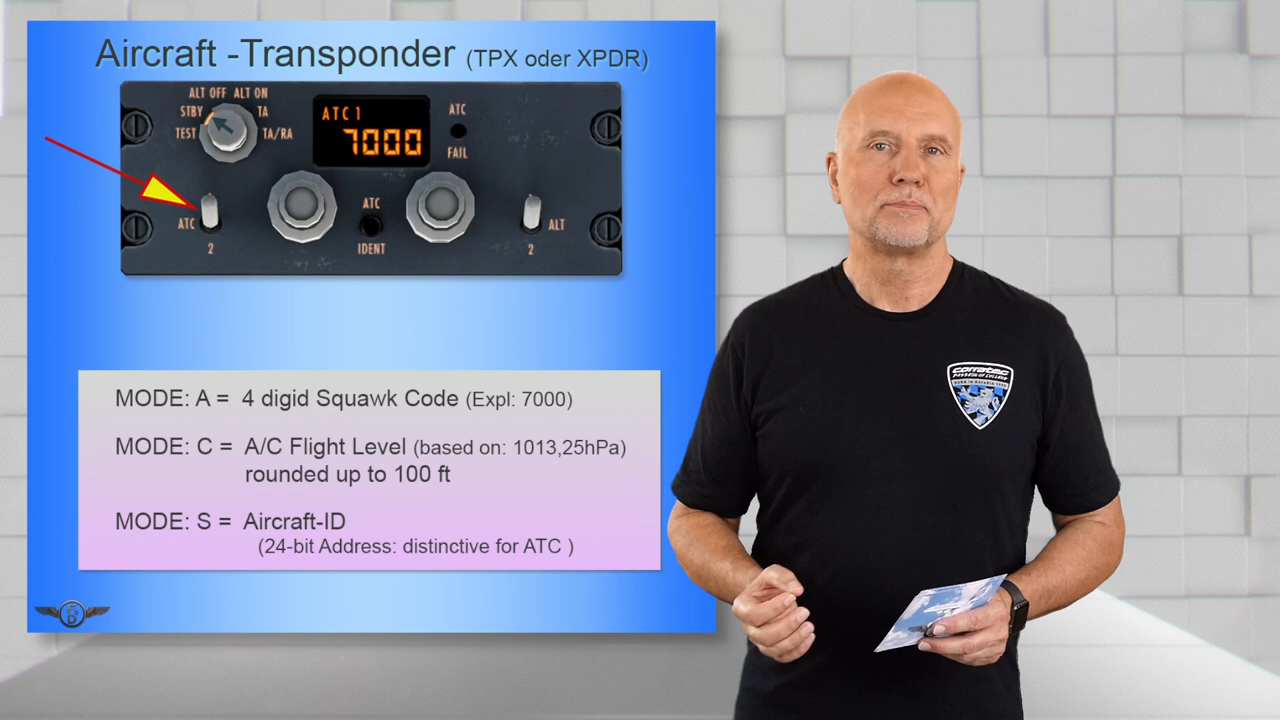 Aircraft -Transponder (TPX oder XPDR)
ALT OFF ALT ON
STBY
TA
TEST
TA/RA
ATC 1
7000
ATC
FAIL
ATC
2
ATC
IDENT
ALT
2
MODE: A = 4 digid Squawk Code (Expl: 7000)
MODE: C = A/C Flight Level (based on: 1013,25hPa)
rounded up to 100 ft
MODE: S = Aircraft-ID
(24-bit Address: distinctive for ATC )
corratec